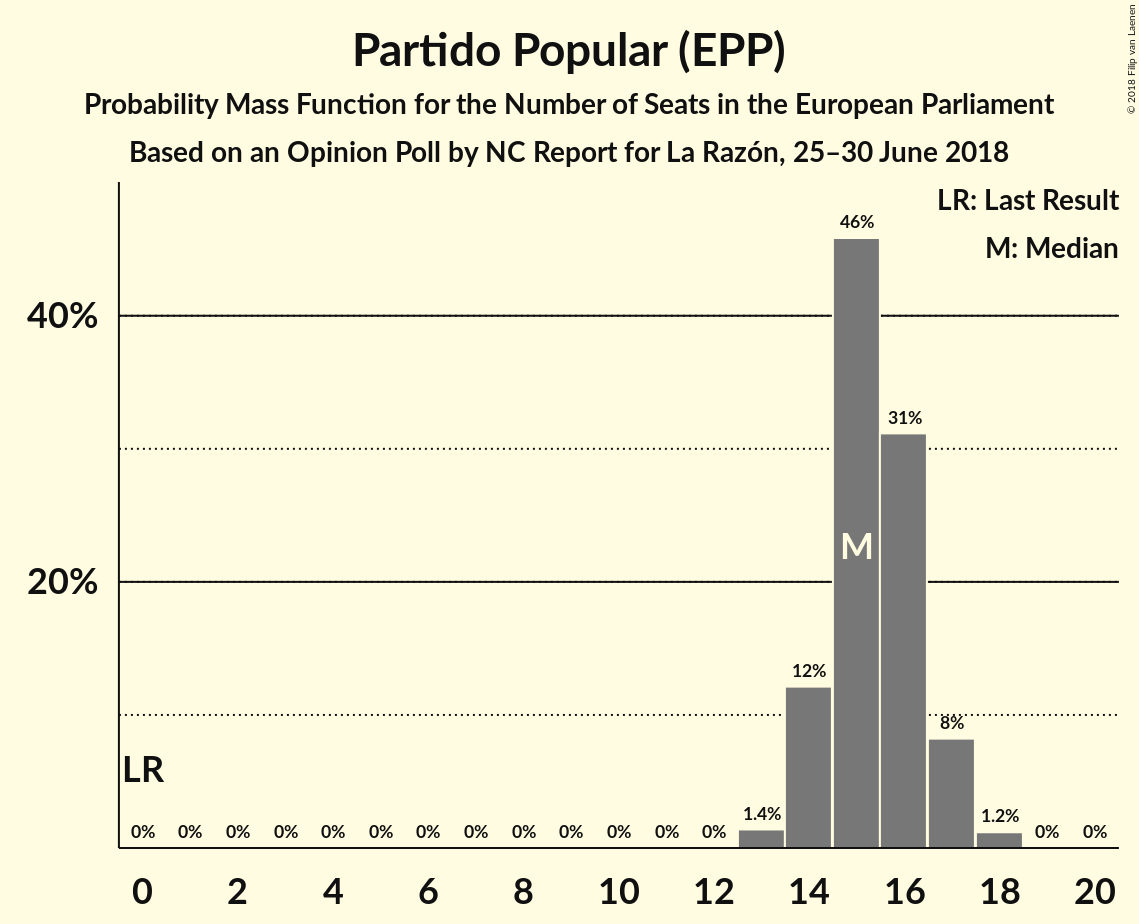 Partido Popular (EPP)
Probability Mass Function for the Number of Seats in the European Parliament
Based on an Opinion Poll by NC Report for La Razón, 25–30 June 2018
© 2018 Filip van Laenen
LR: Last Result
M: Median
40%
20%
46%
31%
M
12%
8%
LR
0% 0% 0% 0% 0% 0% 0% 0% 0% 0% 0% 0% 0% 1.4% 1.2% 0% 0%
0 2 4 6 8 10 12 14 16 18 20